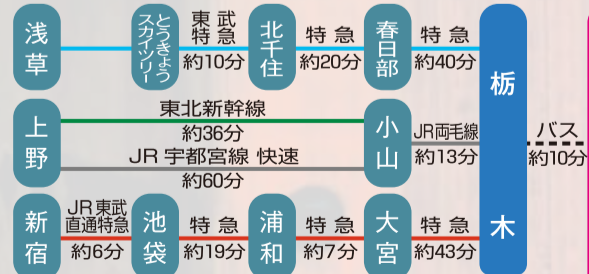 浅草
とうきょう
スカイツリー
東武
特急
約10分
北千住
特急
約20分
春日部
特急
約40分
上野
東北新幹線
約36分
JR宇都宮線 快速
約60分
小山
JR両毛線
約13分
新宿
JR東武
直通特急
約6分
池袋
特急
約19分
浦和
特急
約7分
大宮
特急
約43分
栃木
バス
約10分